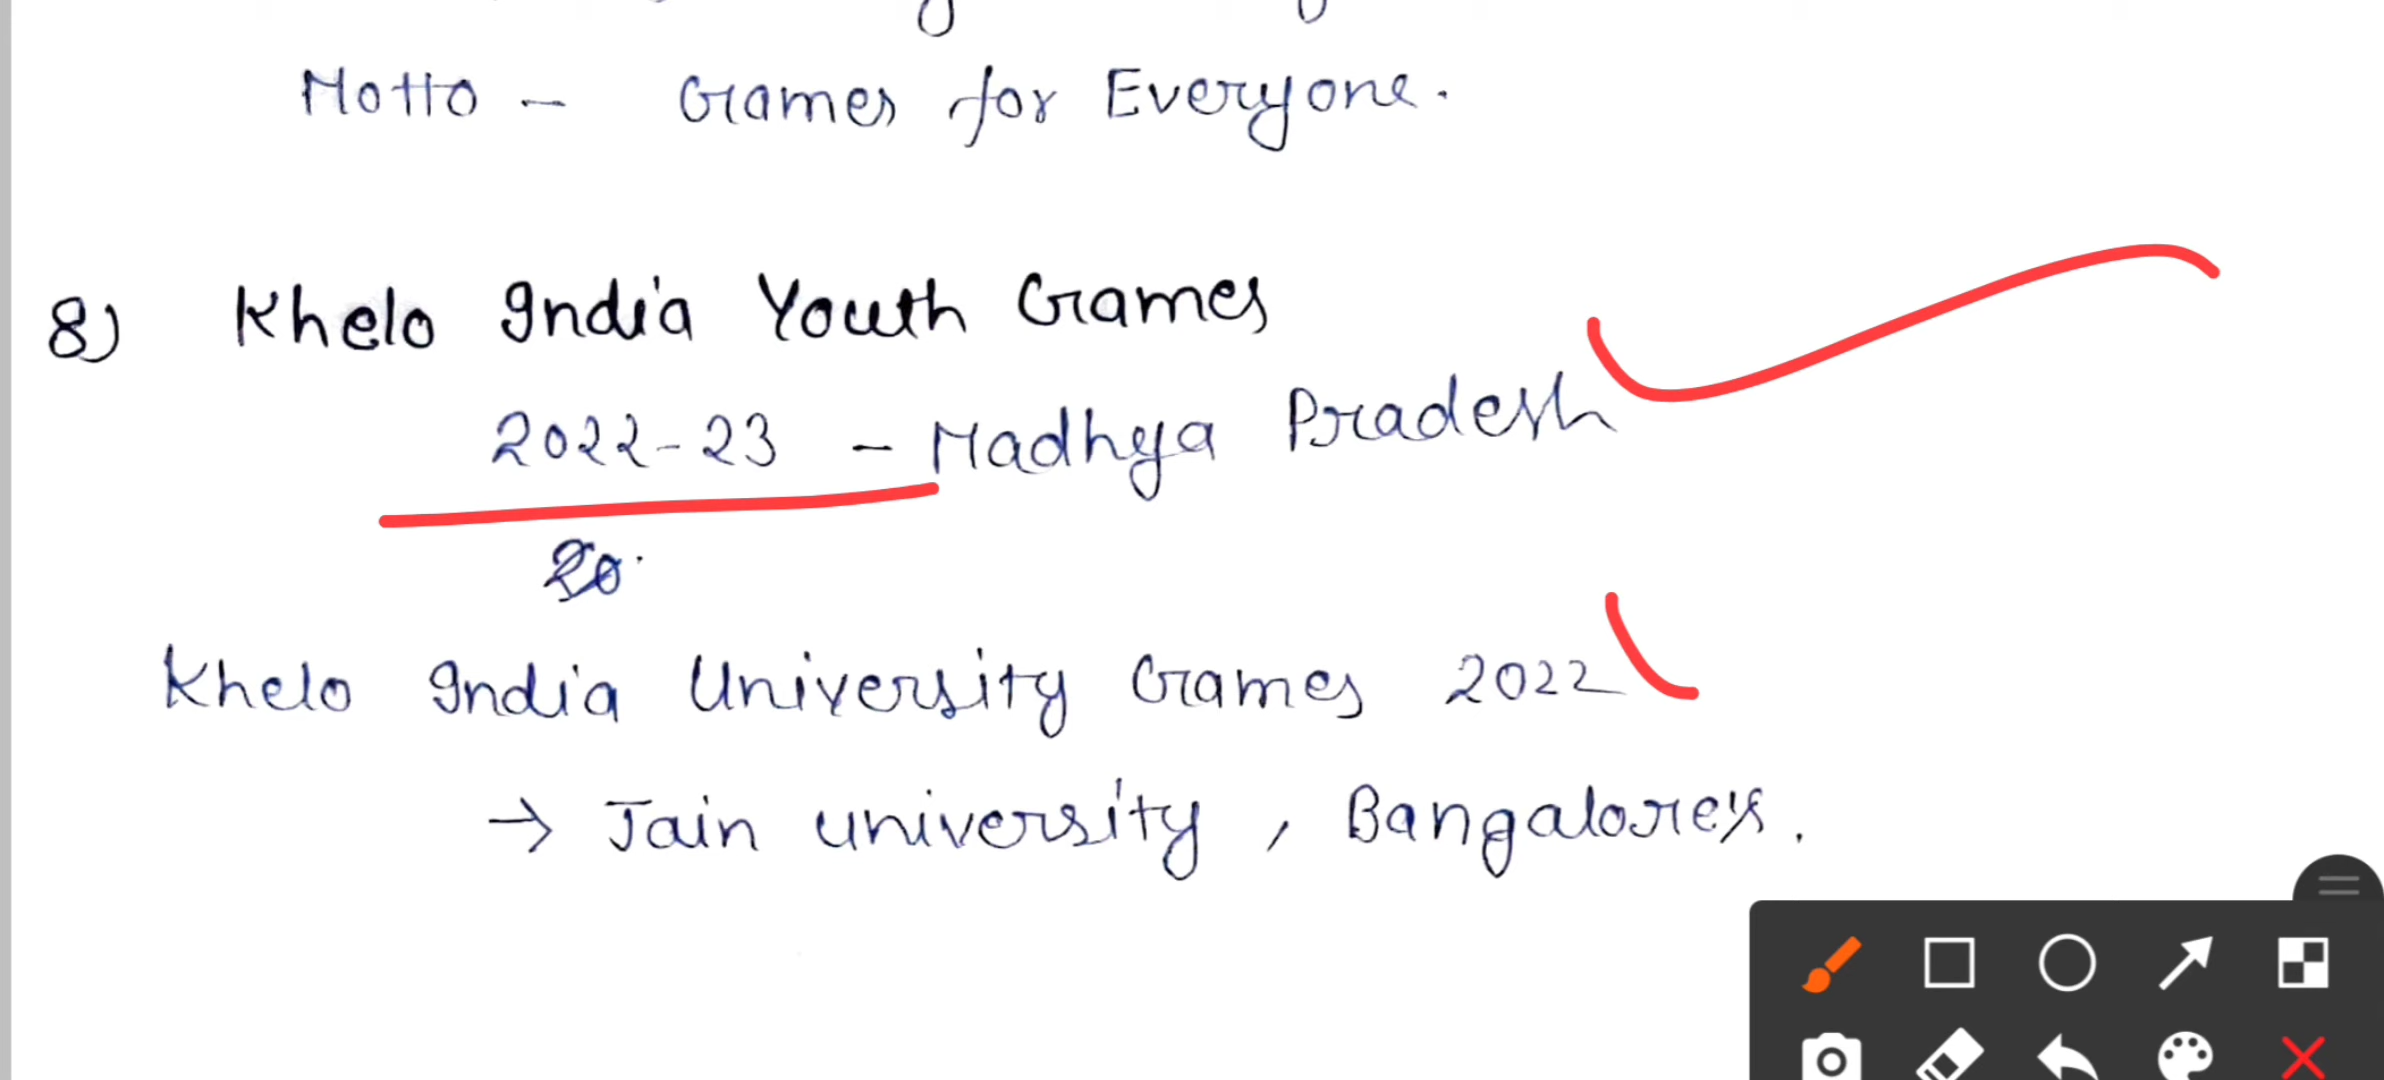 Motto - Games for Everyone.
8) Khelo India Youth Games
2022-23 - Madhya Pradesh
Khelo India University Games 2022
→ Jain university, Bangalore.